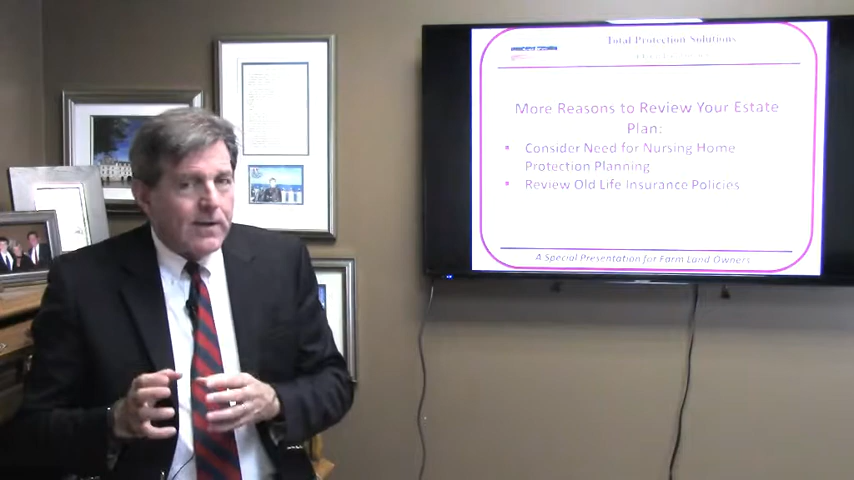 Total Protection Solutions
More Reasons to Review Your Estate
Plan:
▪ Consider Need for Nursing Home
Protection Planning
▪ Review Old Life Insurance Policies
A Special Presentation for Farm Land Owners